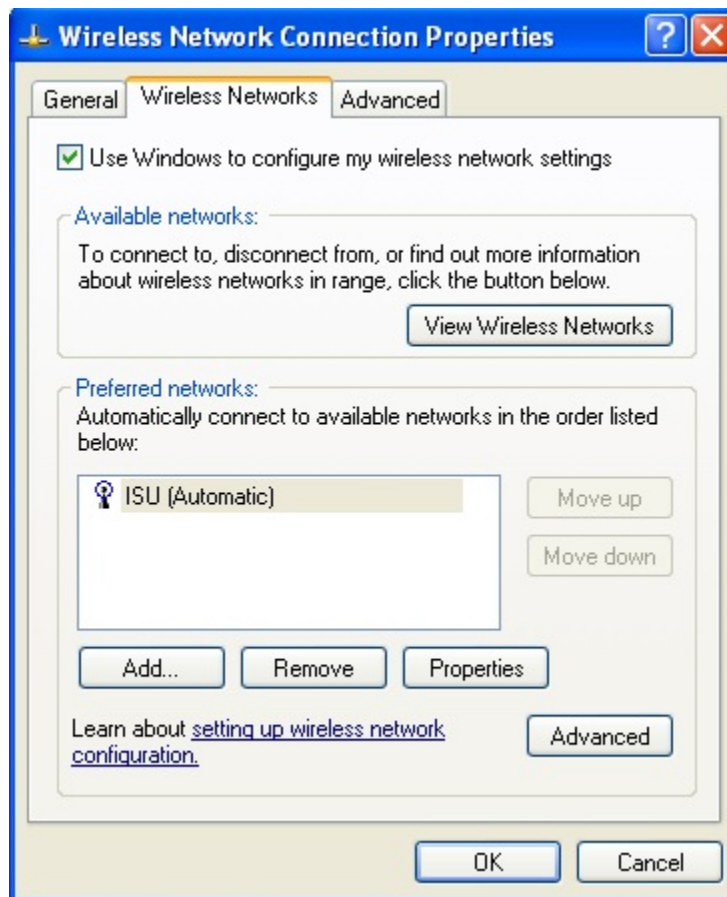 Wireless Network Connection Properties
General Wireless Networks Advanced
Use Windows to configure my wireless network settings
Available networks:
To connect to, disconnect from, or find out more information
about wireless networks in range, click the button below.
View Wireless Networks
Preferred networks:
Automatically connect to available networks in the order listed
below:
ISU (Automatic)
Move up
Move down
Add... Remove Properties
Learn about setting up wireless network
configuration.
Advanced
OK Cancel